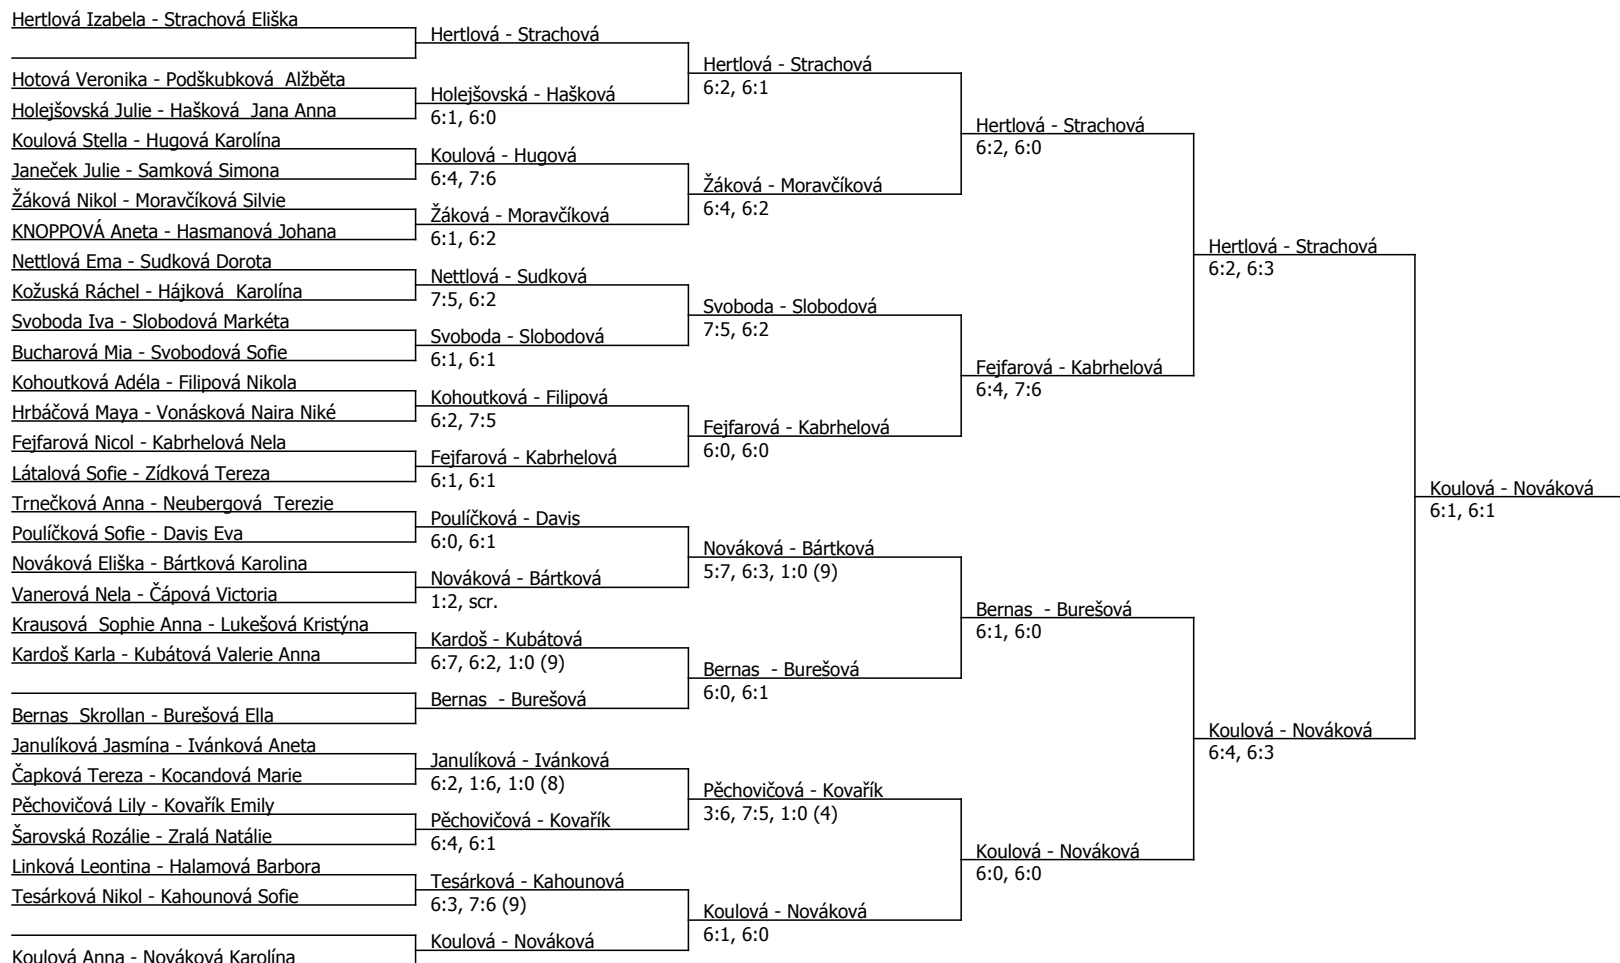 Hertlová Izabela - Strachová Eliška
Hotová Veronika - Podškubková  Alžběta
Holejšovská Julie - Hašková  Jana Anna
Koulová Stella - Hugová Karolína
Janeček Julie - Samková Simona
Žáková Nikol - Moravčíková Silvie
KNOPPOVÁ Aneta - Hasmanová Johana
Nettlová Ema - Sudková Dorota
Kožuská Ráchel - Hájková  Karolína
Svoboda Iva - Slobodová Markéta
Bucharová Mia - Svobodová Sofie
Kohoutková Adéla - Filipová Nikola
Hrbáčová Maya - Vonásková Naira Niké
Fejfarová Nicol - Kabrhelová Nela
Látalová Sofie - Zídková Tereza
Trnečková Anna - Neubergová  Terezie
Poulíčková Sofie - Davis Eva
Nováková Eliška - Bártková Karolina
Vanerová Nela - Čápová Victoria
Krausová  Sophie Anna - Lukešová Kristýna
Kardoš Karla - Kubátová Valerie Anna
Bernas  Skrollan - Burešová Ella
Janulíková Jasmína - Ivánková Aneta
Čapková Tereza - Kocandová Marie
Pěchovičová Lily - Kovařík Emily
Šarovská Rozálie - Zralá Natálie
Linková Leontina - Halamová Barbora
Tesárková Nikol - Kahounová Sofie
Koulová Anna - Nováková Karolína
Hertlová - Strachová
Holejšovská - Hašková
6:1, 6:0
Koulová - Hugová
6:4, 7:6
Žáková - Moravčíková
6:1, 6:2
Nettlová - Sudková
7:5, 6:2
Svoboda - Slobodová
6:1, 6:1
Kohoutková - Filipová
6:2, 7:5
Fejfarová - Kabrhelová
6:1, 6:1
Poulíčková - Davis
6:0, 6:1
Nováková - Bártková
1:2, scr.
Kardoš - Kubátová
6:7, 6:2, 1:0 (9)
Bernas  - Burešová
Janulíková - Ivánková
6:2, 1:6, 1:0 (8)
Pěchovičová - Kovařík
6:4, 6:1
Tesárková - Kahounová
6:3, 7:6 (9)
Koulová - Nováková
Hertlová - Strachová
6:2, 6:1
Žáková - Moravčíková
6:4, 6:2
Svoboda - Slobodová
7:5, 6:2
Fejfarová - Kabrhelová
6:0, 6:0
Nováková - Bártková
5:7, 6:3, 1:0 (9)
Bernas  - Burešová
6:0, 6:1
Pěchovičová - Kovařík
3:6, 7:5, 1:0 (4)
Koulová - Nováková
6:1, 6:0
Hertlová - Strachová
6:2, 6:0
Fejfarová - Kabrhelová
6:4, 7:6
Bernas  - Burešová
6:1, 6:0
Koulová - Nováková
6:0, 6:0
Hertlová - Strachová
6:2, 6:3
Koulová - Nováková
6:4, 6:3
Koulová - Nováková
6:1, 6:1